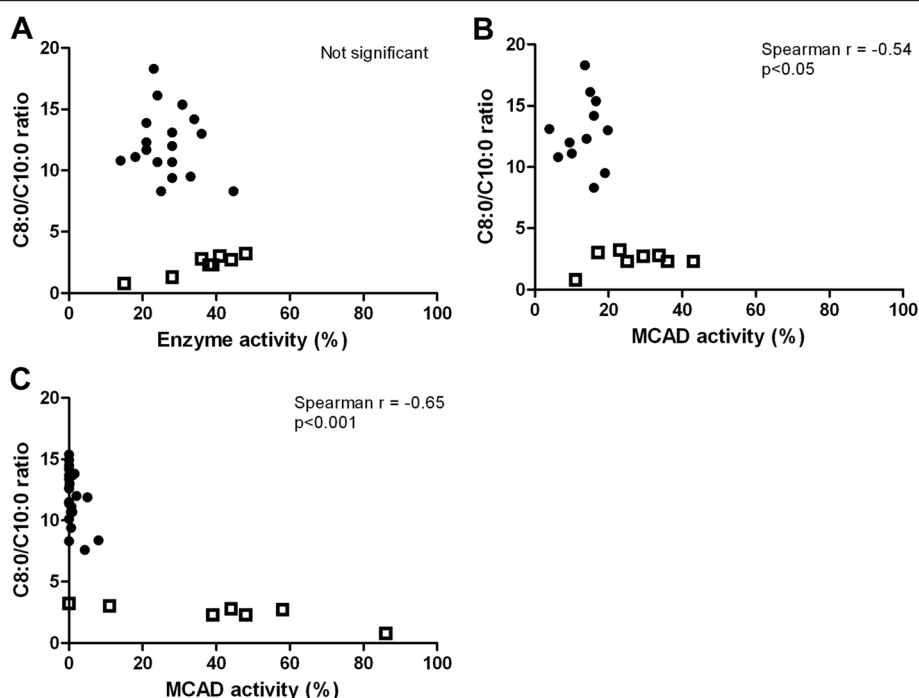 A
Not significant
C8:0/C10:0 ratio
20
15
10
5
0
0 20 40 60 80 100
Enzyme activity (%)
B
Spearman r = -0.54
p<0.05
C8:0/C10:0 ratio
20
15
10
5
0
0 20 40 60 80 100
MCAD activity (%)
C
Spearman r = -0.65
p<0.001
C8:0/C10:0 ratio
20
15
10
5
0
0 20 40 60 80 100
MCAD activity (%)